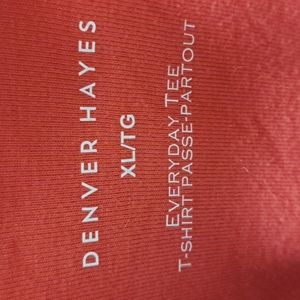 DENVER HAYES
XL/TG
EVERYDAY TEE
T-SHIRT PASSE-PARTOUT